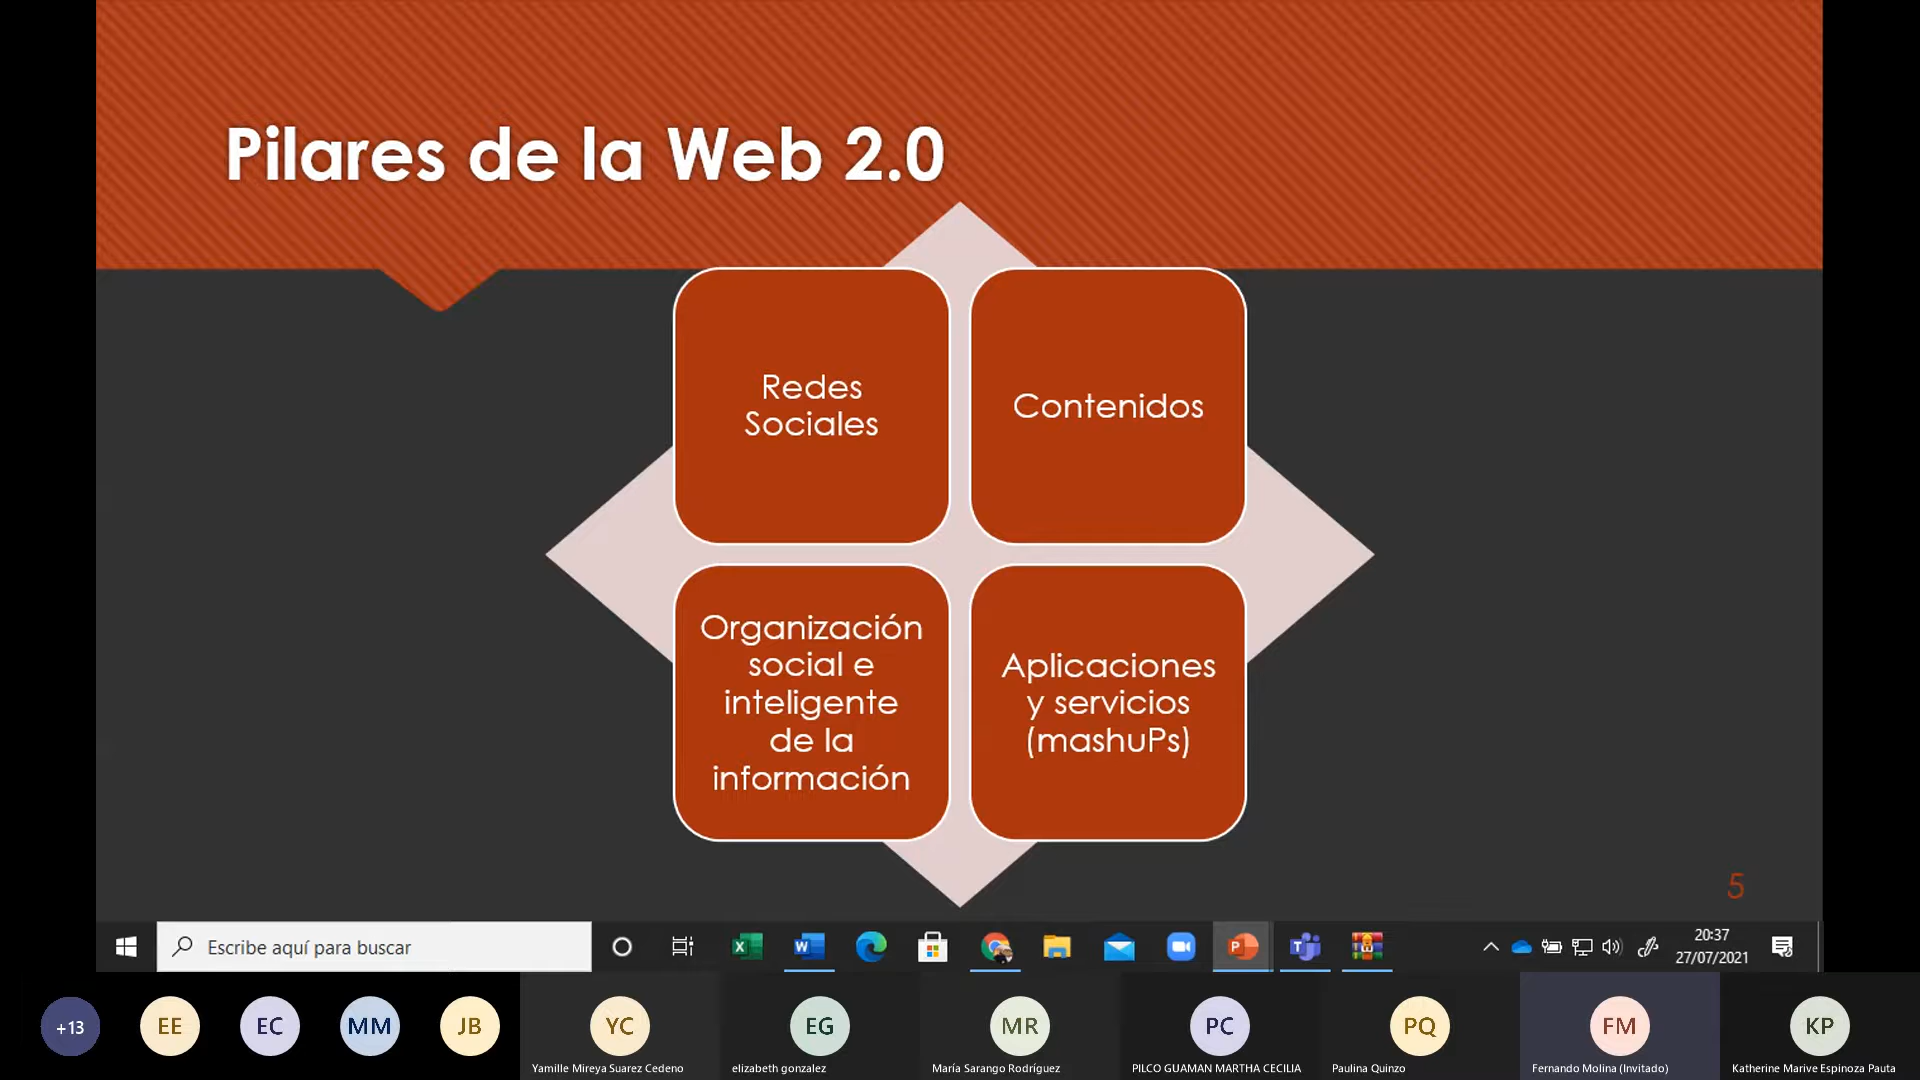 Pilares de la Web 2.0
Redes
Sociales
Contenidos
Organización
social e
inteligente
de la
información
Aplicaciones
y servicios
(mashuPs)
5
Escribe aquí para buscar
20:37
27/07/2021
+13
EE
EC
MM
JB
YC
EG
MR
PC
PQ
FM
KP
Yamille Mireya Suarez Cedeno
elizabeth gonzalez
María Sarango Rodríguez
PILCO GUAMAN MARTHA CECILIA
Paulina Quinzo
Fernando Molina (Invitado)
Katherine Marive Espinoza Pauta